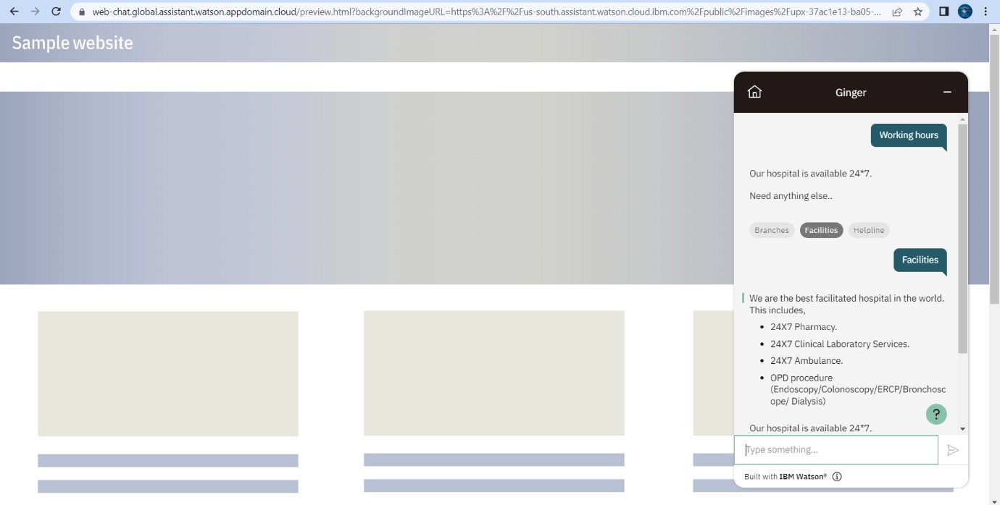 web-chat.global.assistant.watson.appdomain.cloud/preview.html?backgroundImageURL=https%3A%2F%2Fus-south.assistant.watson.cloud.ibm.com%2Fpublic%2Fimages%2Fupx-37ac1e13-ba05-...
Sample website
Ginger
Working hours
Our hospital is available 24*7.
Need anything else..
Branches Facilities Helpline
Facilities
We are the best facilitated hospital in the world.
This includes,
• 24X7 Pharmacy.
• 24X7 Clinical Laboratory Services.
• 24X7 Ambulance.
• OPD procedure
(Endoscopy/Colonoscopy/ERCP/Bronchosc
ope/ Dialysis)
?
Our hospital is available 24*7.
Type something...
Built with IBM Watson®